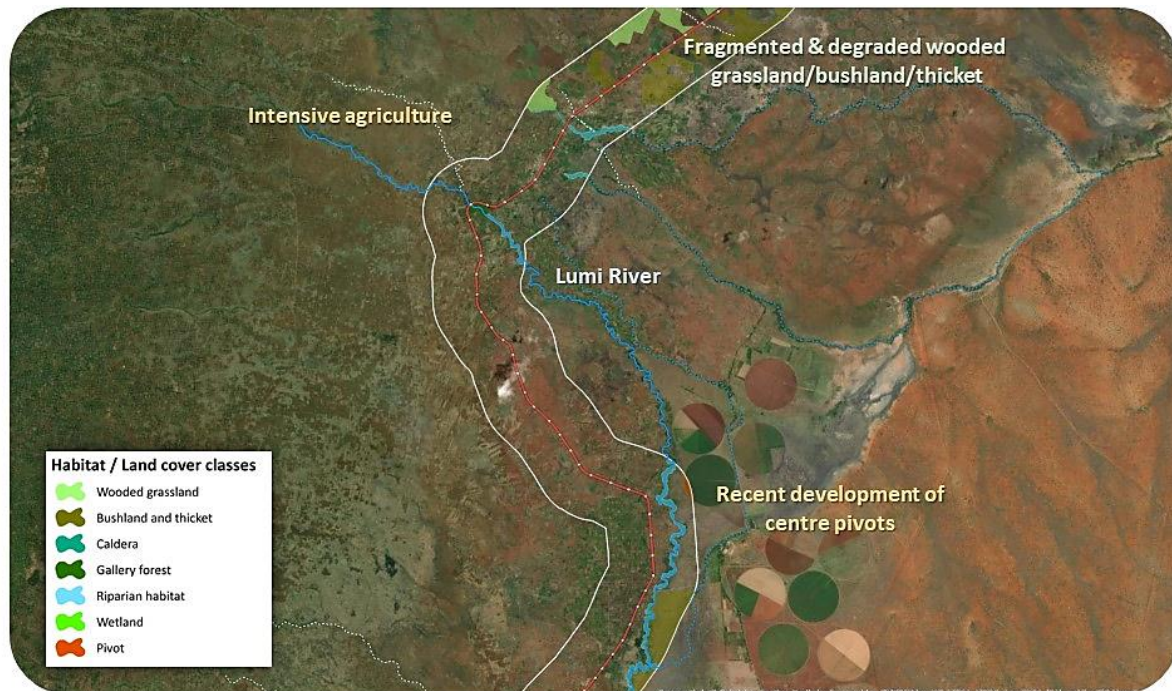 Fragmented & degraded wooded
grassland/bushland/thicket
Intensive agriculture
Lumi River
Recent development of
centre pivots
Habitat / Land cover classes
Wooded grassland
Bushland and thicket
Caldera
Gallery forest
Riparian habitat
Wetland
Pivot